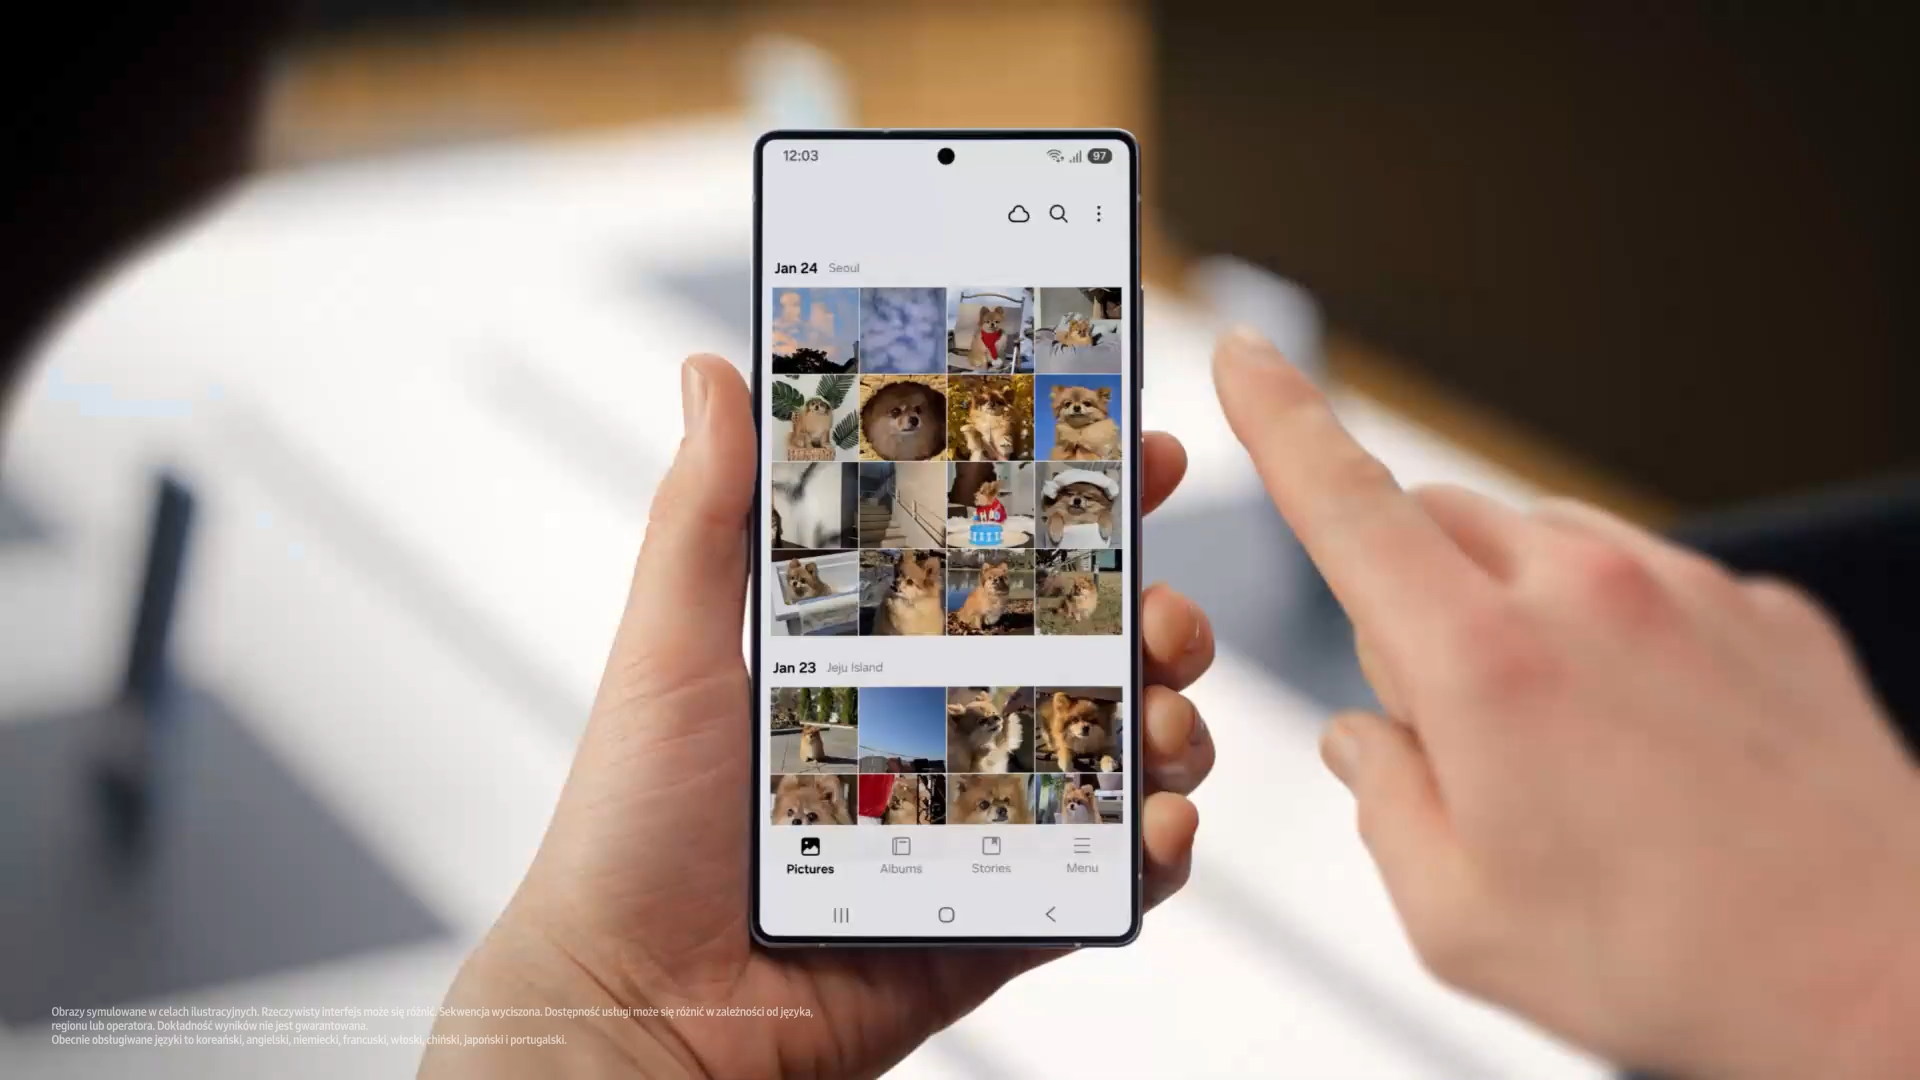 12:03
97
Jan 24 Seoul
Jan 23 Jeju Island
Pictures Albums Stories Menu
Obrazy symulowane w celach ilustracyjnych. Rzeczywisty interfejs może się różnić. Sekwencja wyciszona. Dostępność usługi może się różnić w zależności od języka,
regionu lub operatora. Dokładność wyników nie jest gwarantowana.
Obecnie obsługiwane języki to koreański, angielski, niemiecki, francuski, włoski, chiński, japoński i portugalski.